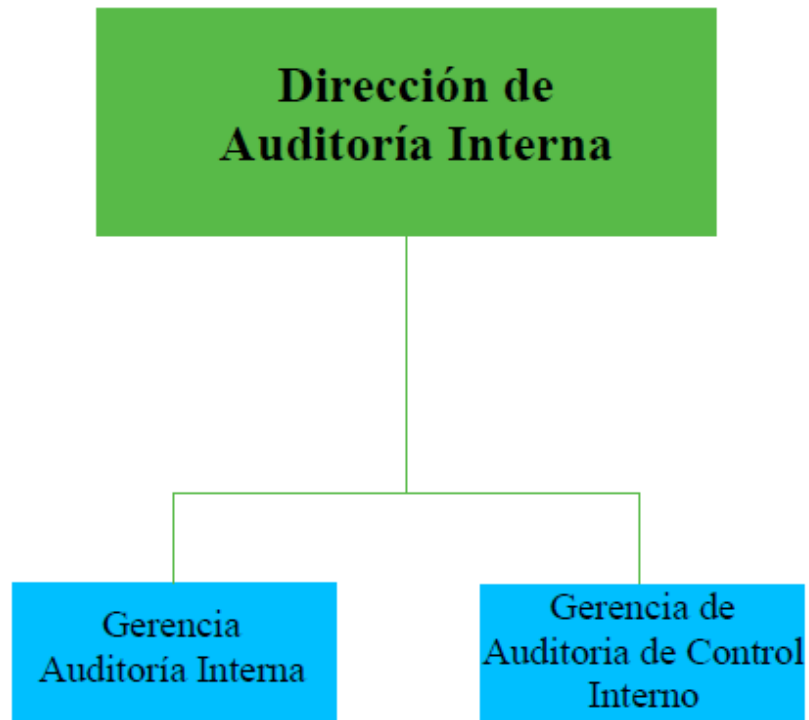 Dirección de
Auditoría Interna
Gerencia
Auditoría Interna
Gerencia de
Auditoria de Control
Interno